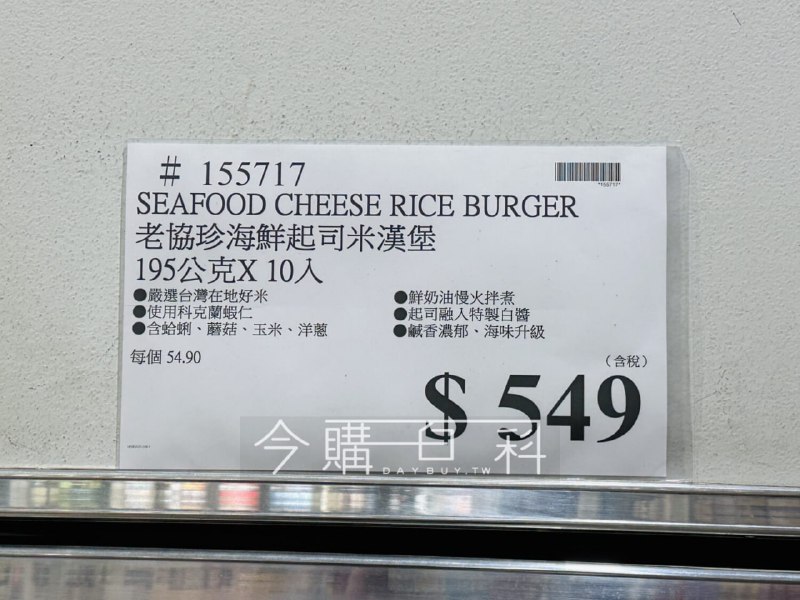 # 155717
*155717*
SEAFOOD CHEESE RICE BURGER
老協珍海鮮起司米漢堡
195公克X 10入
●嚴選台灣在地好米
●使用科克蘭蝦仁
●含蛤蜊、蘑菇、玉米、洋蔥
●鮮奶油慢火拌煮
●起司融入特製白醬
●鹹香濃郁、海味升級
每個 54.90
（含稅）
$ 549
今購百科
DAYBUY.TW